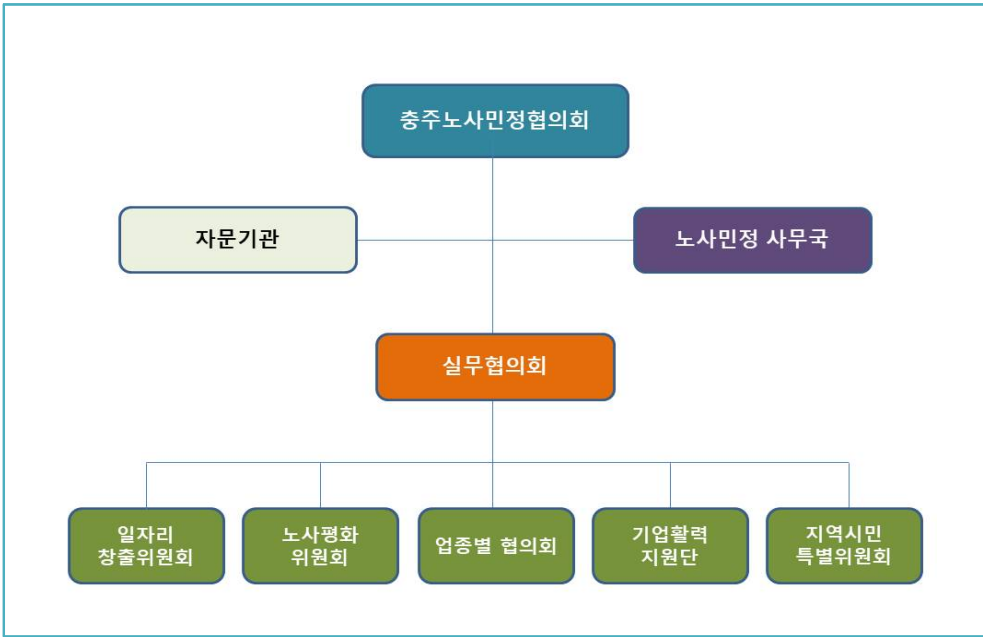 충주노사민정협의회
자문기관
노사민정 사무국
실무협의회
일자리
창출위원회
노사평화
위원회
업종별 협의회
기업활력
지원단
지역시민
특별위원회